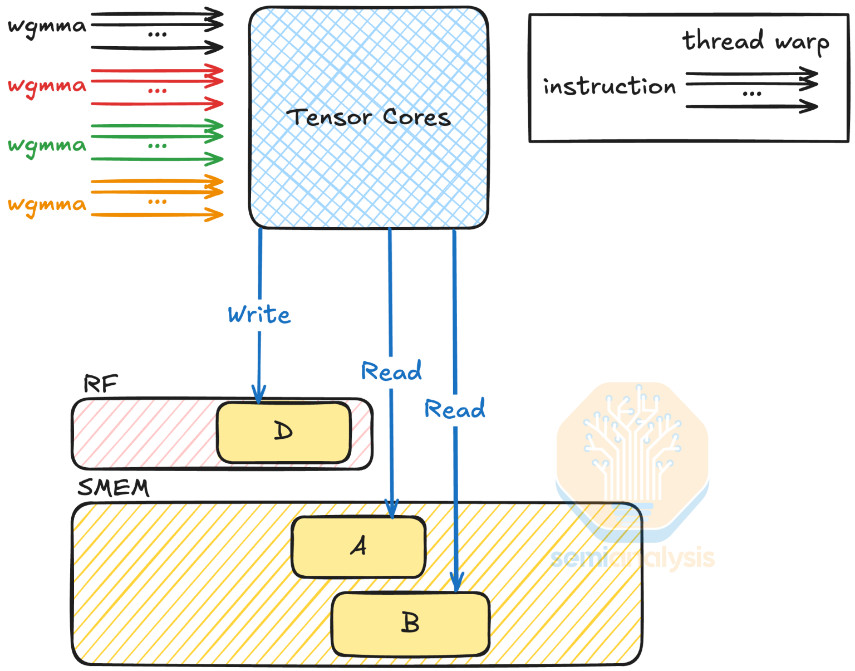 wgmma
...
wgmma
...
wgmma
...
wgmma
...
Tensor Cores
thread warp
instruction
...
Write
Read
Read
RF
D
SMEM
A
B
semianalysis